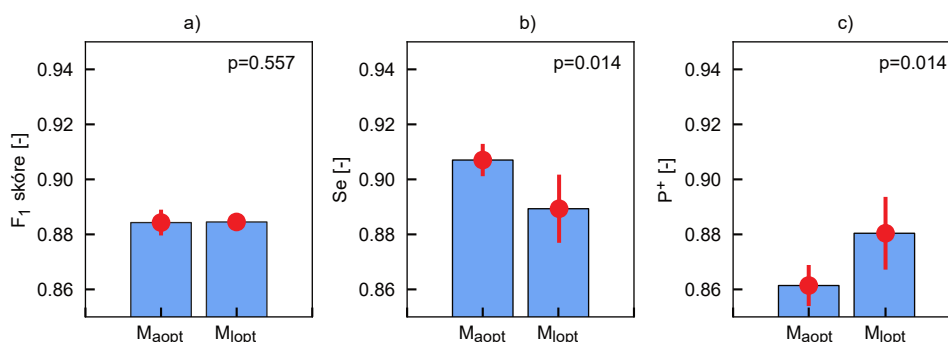 a)
F1 skóre [-]
0.94
0.92
0.90
0.88
0.86
p=0.557
Maopt
Mlopt
b)
Se [-]
0.94
0.92
0.90
0.88
0.86
p=0.014
Maopt
Mlopt
c)
P+ [-]
0.94
0.92
0.90
0.88
0.86
p=0.014
Maopt
Mlopt